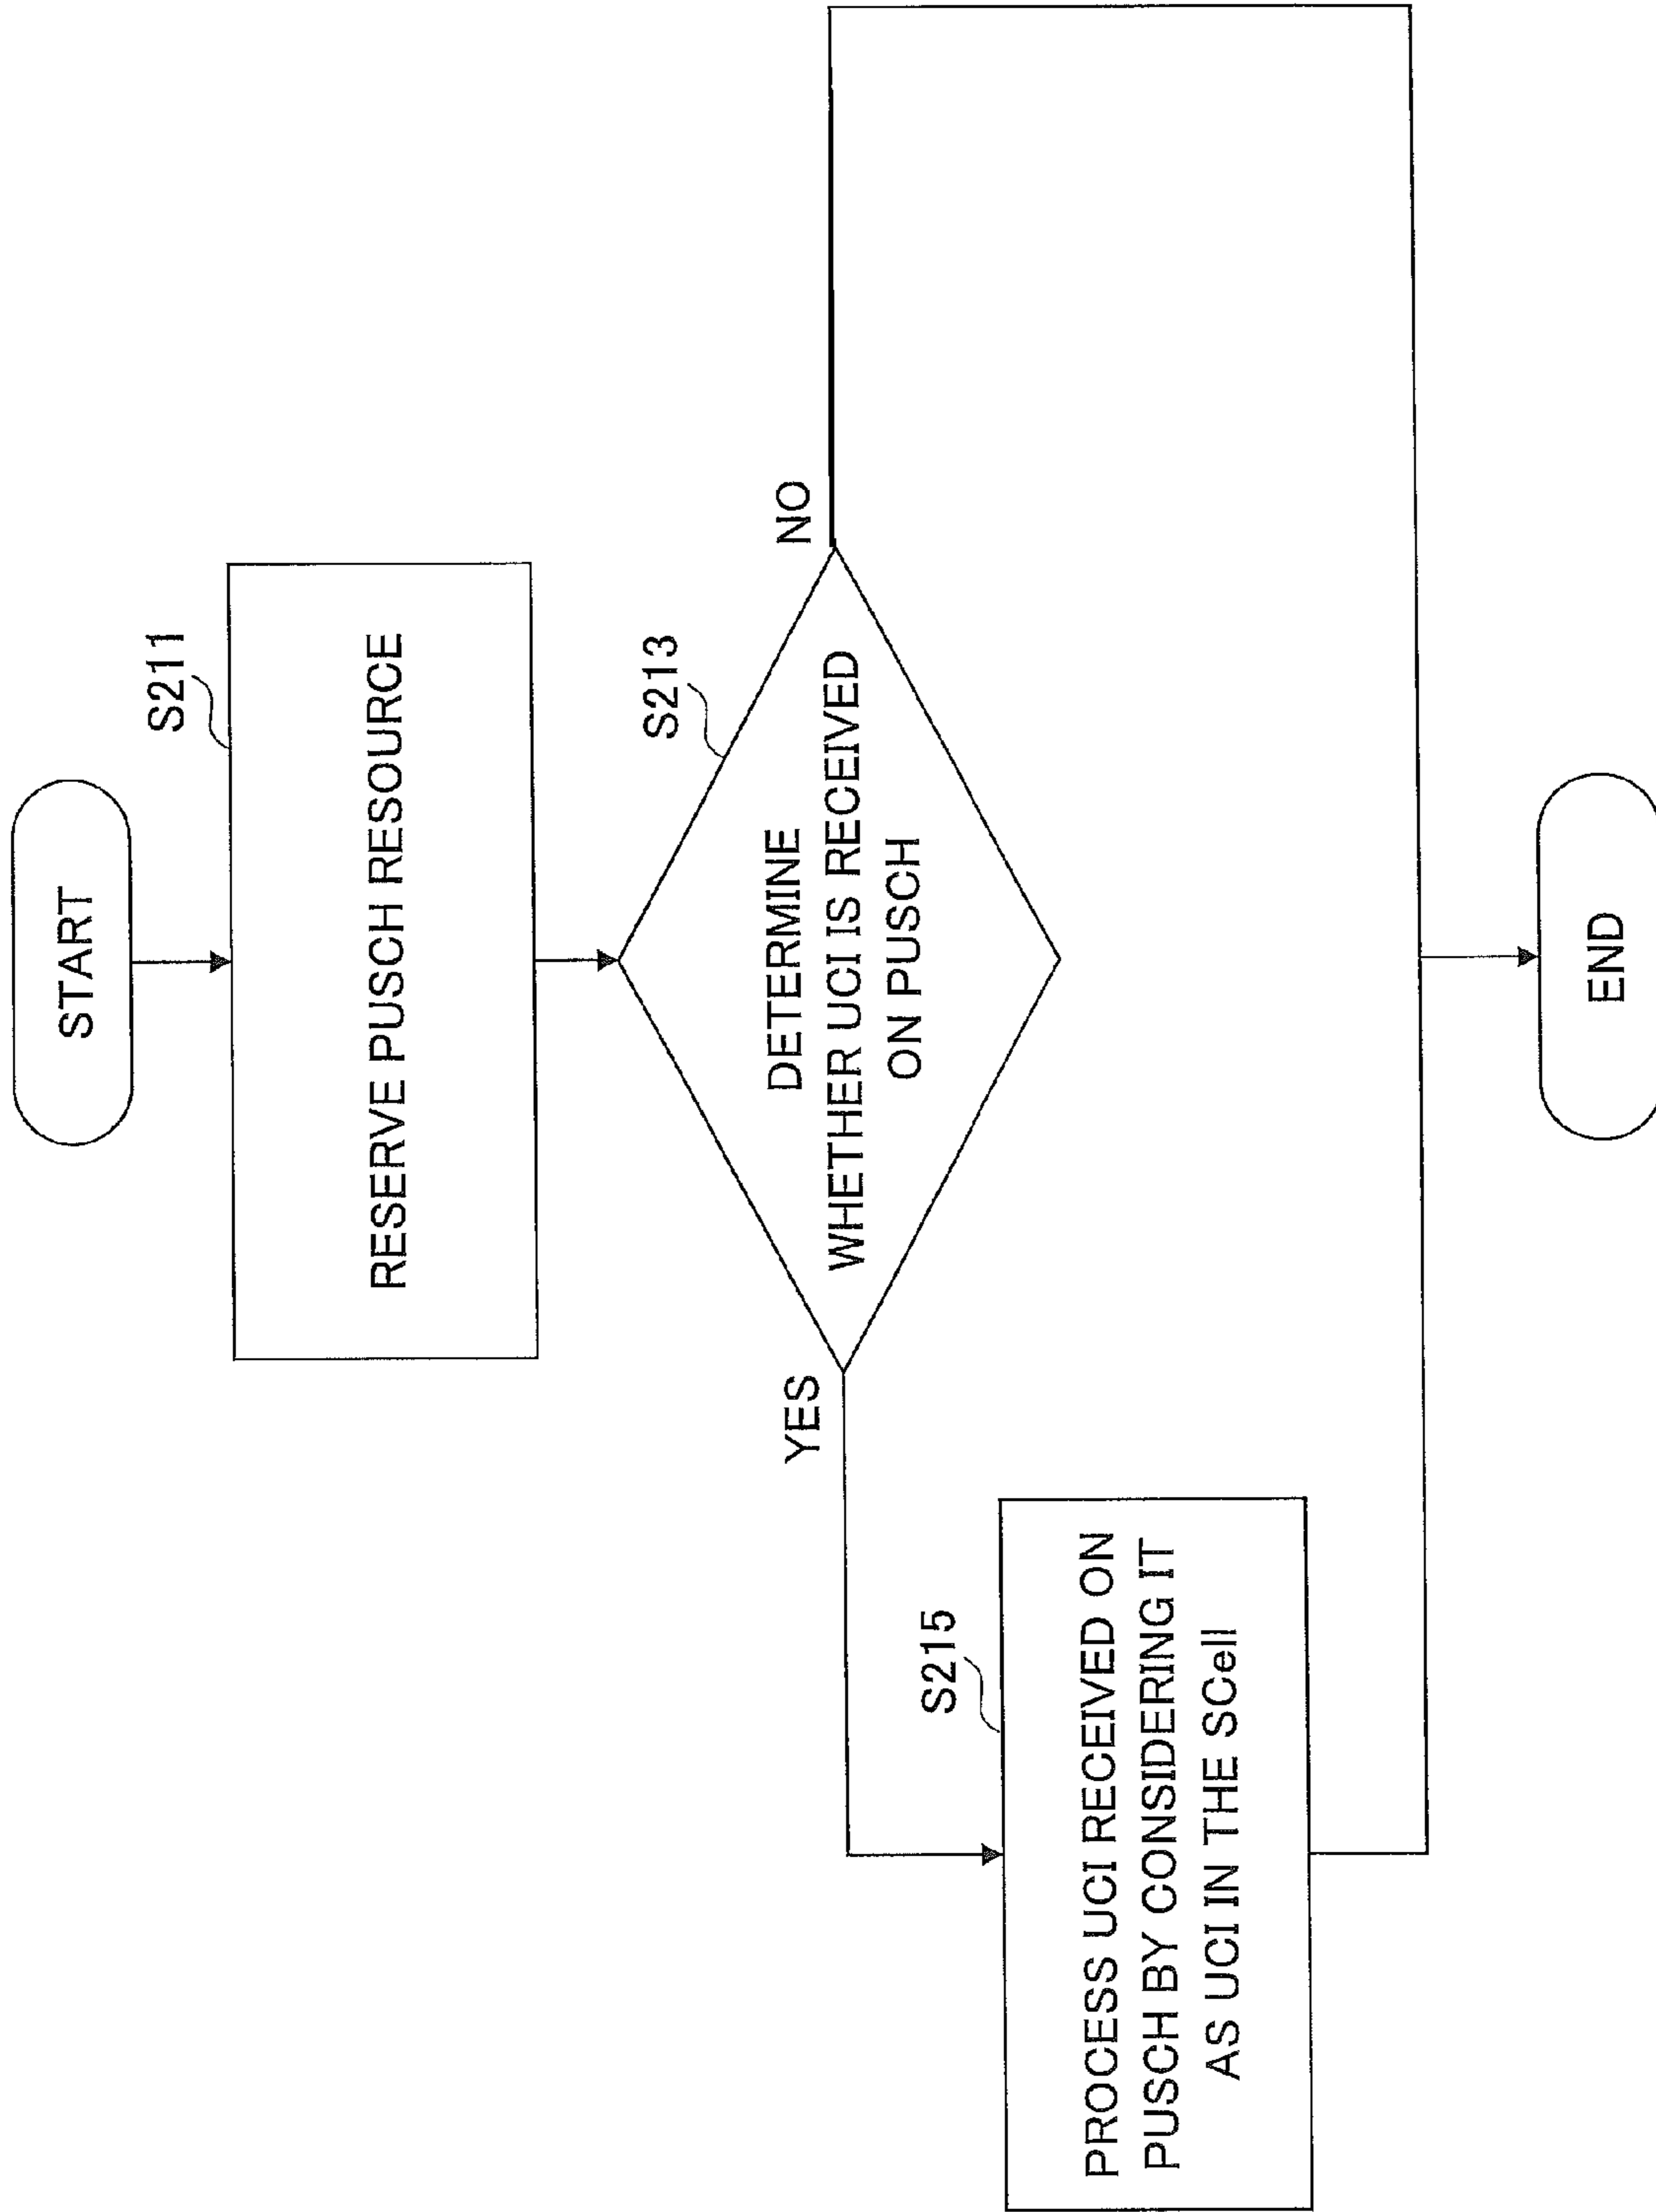 START
S211
RESERVE PUSCH RESOURCE
S213
DETERMINE
WHETHER UCI IS RECEIVED
ON PUSCH
YES
NO
S215
PROCESS UCI RECEIVED ON
PUSCH BY CONSIDERING IT
AS UCI IN THE SCell
END